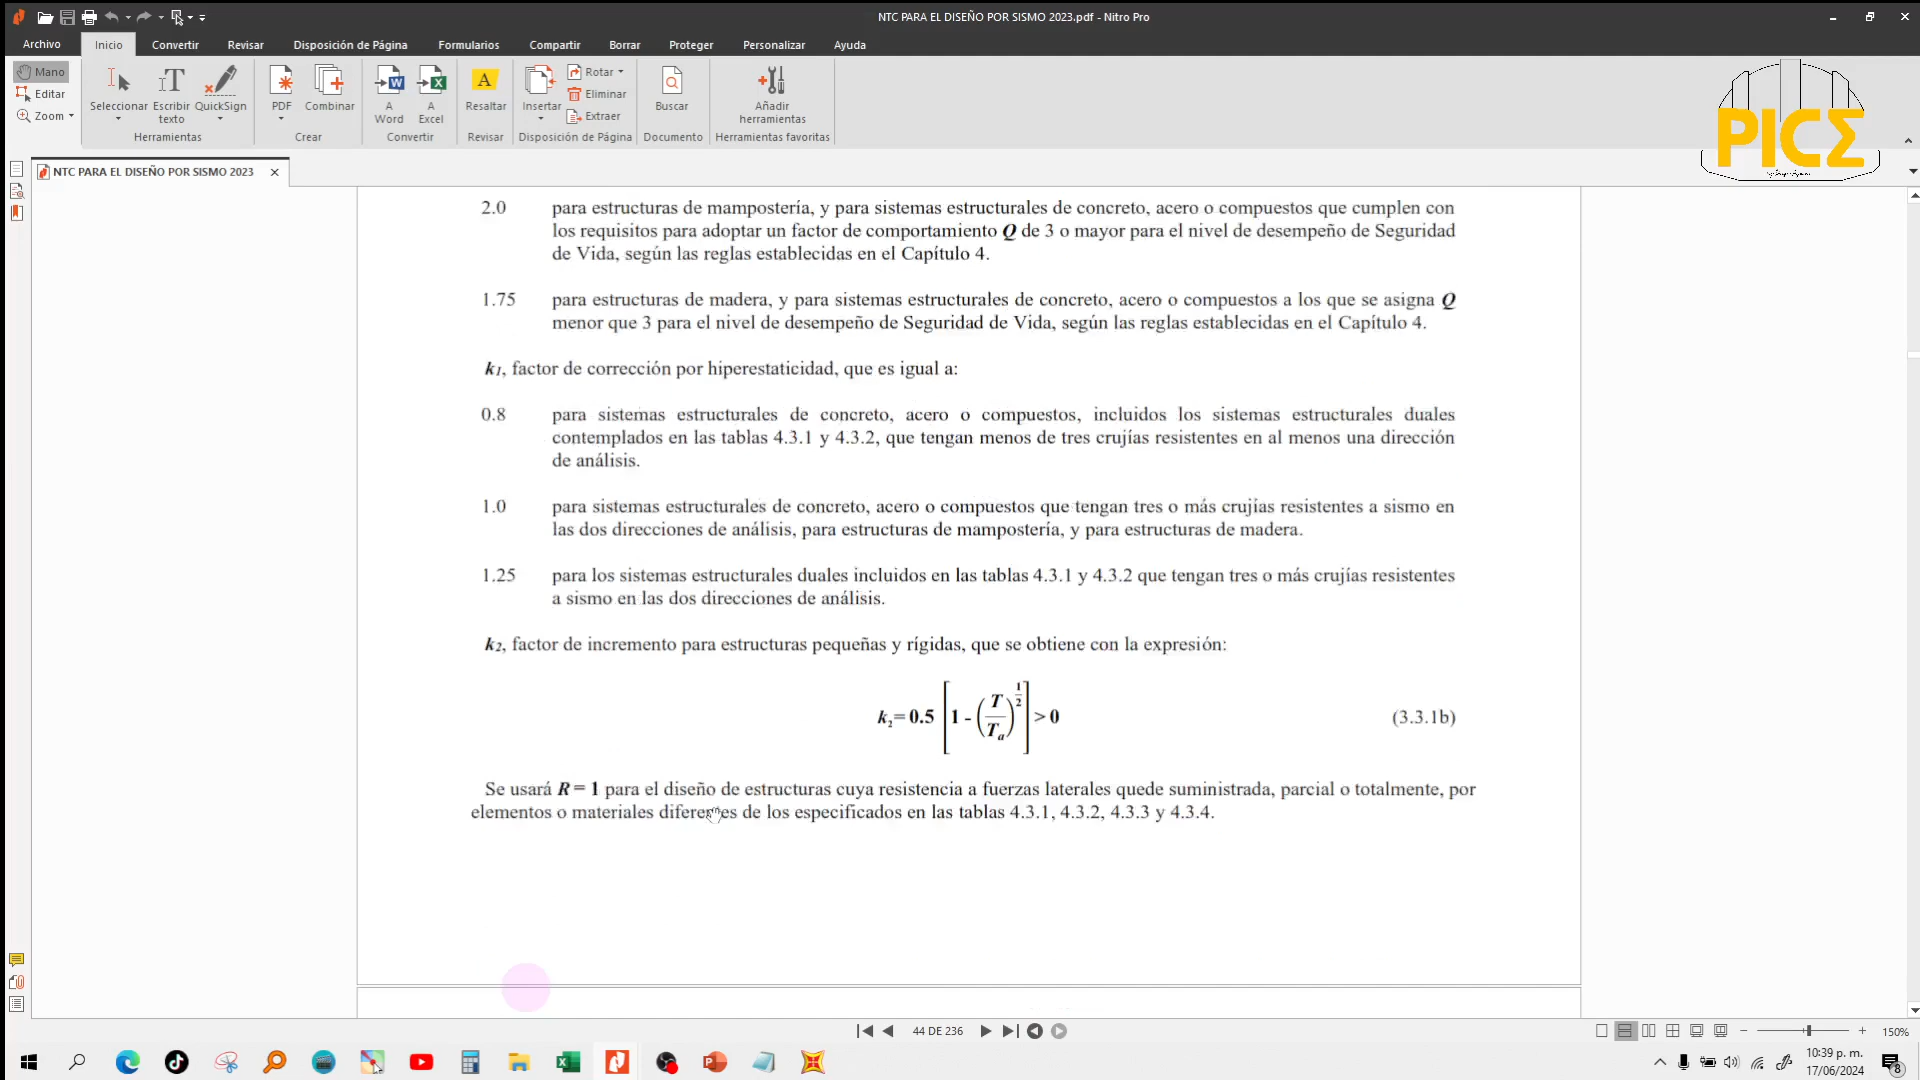 NTC PARA EL DISEÑO POR SISMO 2023.pdf - Nitro Pro
Archivo Inicio Convertir Revisar Disposición de Página Formularios Compartir Borrar Proteger Personalizar Ayuda
Mano
Editar
Zoom
Seleccionar
Escribir texto
QuickSign
Herramientas
PDF
Combinar
Crear
A Word
A Excel
Convertir
Resaltar
Revisar
Insertar
Rotar
Eliminar
Extraer
Disposición de Página
Buscar
Documento
Añadir herramientas
Herramientas favoritas
PICΣ
NTC PARA EL DISEÑO POR SISMO 2023
2.0 para estructuras de mampostería, y para sistemas estructurales de concreto, acero o compuestos que cumplen con
los requisitos para adoptar un factor de comportamiento Q de 3 o mayor para el nivel de desempeño de Seguridad
de Vida, según las reglas establecidas en el Capítulo 4.
1.75 para estructuras de madera, y para sistemas estructurales de concreto, acero o compuestos a los que se asigna Q
menor que 3 para el nivel de desempeño de Seguridad de Vida, según las reglas establecidas en el Capítulo 4.
k1, factor de corrección por hiperestaticidad, que es igual a:
0.8 para sistemas estructurales de concreto, acero o compuestos, incluidos los sistemas estructurales duales
contemplados en las tablas 4.3.1 y 4.3.2, que tengan menos de tres crujías resistentes en al menos una dirección
de análisis.
1.0 para sistemas estructurales de concreto, acero o compuestos que tengan tres o más crujías resistentes a sismo en
las dos direcciones de análisis, para estructuras de mampostería, y para estructuras de madera.
1.25 para los sistemas estructurales duales incluidos en las tablas 4.3.1 y 4.3.2 que tengan tres o más crujías resistentes
a sismo en las dos direcciones de análisis.
k2, factor de incremento para estructuras pequeñas y rígidas, que se obtiene con la expresión:
k2= 0.5 [1 - (T/Ta)^1/2] > 0 (3.3.1b)
Se usará R = 1 para el diseño de estructuras cuya resistencia a fuerzas laterales quede suministrada, parcial o totalmente, por
elementos o materiales diferentes de los especificados en las tablas 4.3.1, 4.3.2, 4.3.3 y 4.3.4.
44 DE 236
150%
10:39 p. m.
17/06/2024
8